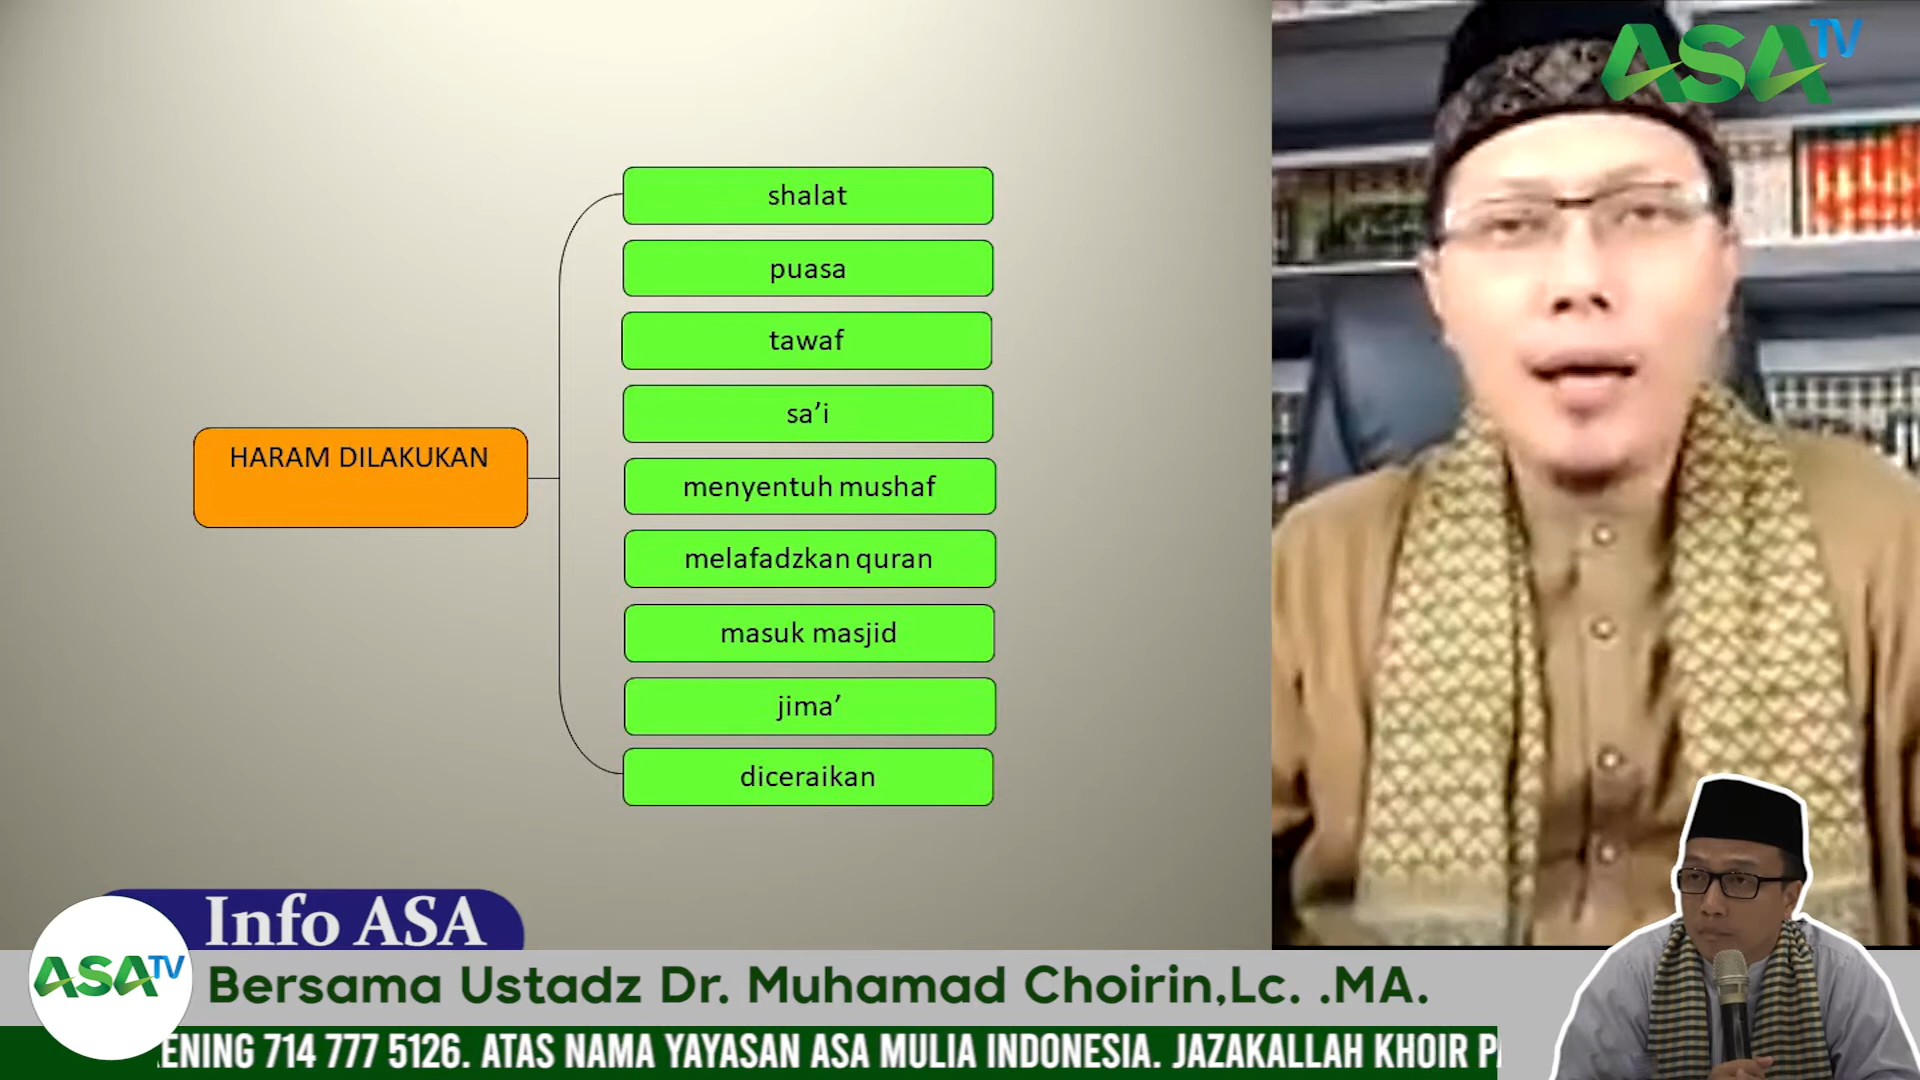 ASA TV
HARAM DILAKUKAN
shalat
puasa
tawaf
sa’i
menyentuh mushaf
melafadzkan quran
masuk masjid
jima’
diceraikan
Info ASA
ASA TV
Bersama Ustadz Dr. Muhamad Choirin,Lc. .MA.
ENING 714 777 5126. ATAS NAMA YAYASAN ASA MULIA INDONESIA. JAZAKALLAH KHOIR